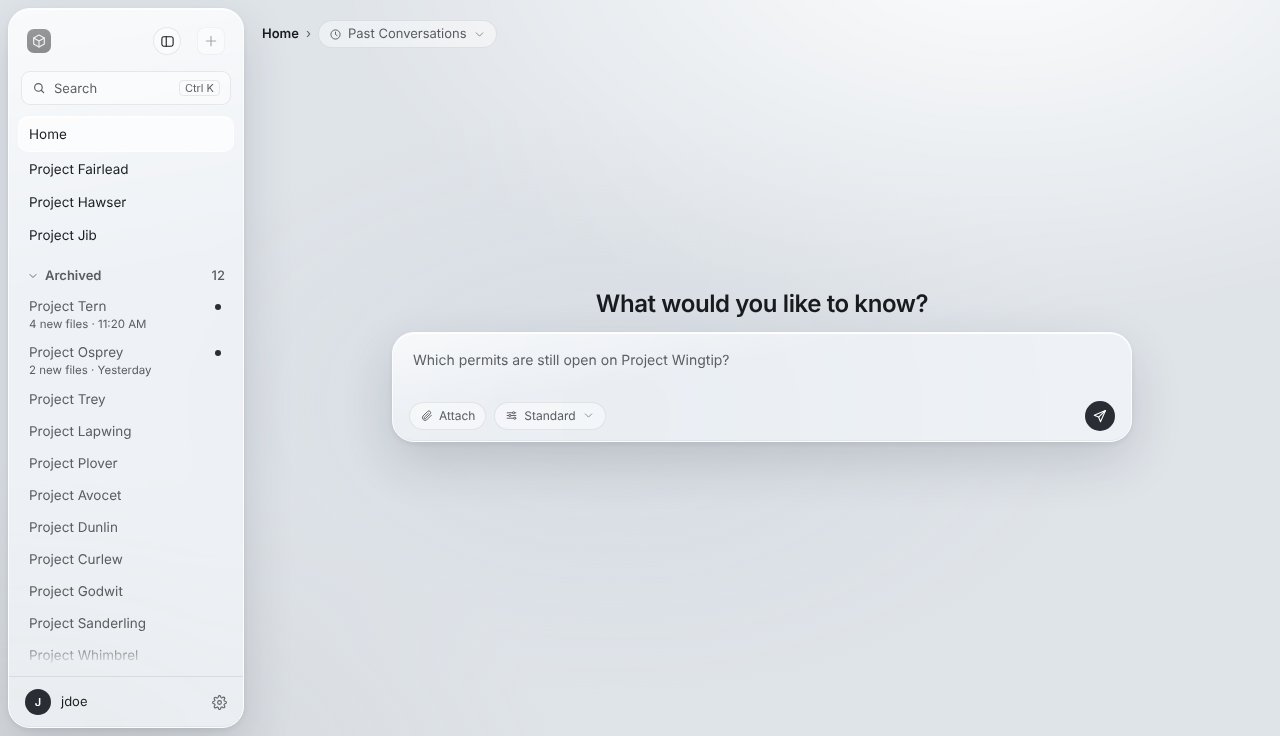 Search Ctrl K
Home
Project Fairlead
Project Hawser
Project Jib
Archived 12
Project Tern
4 new files · 11:20 AM
Project Osprey
2 new files · Yesterday
Project Trey
Project Lapwing
Project Plover
Project Avocet
Project Dunlin
Project Curlew
Project Godwit
Project Sanderling
Project Whimbrel
J jdoe
Home › Past Conversations
What would you like to know?
Which permits are still open on Project Wingtip?
Attach Standard